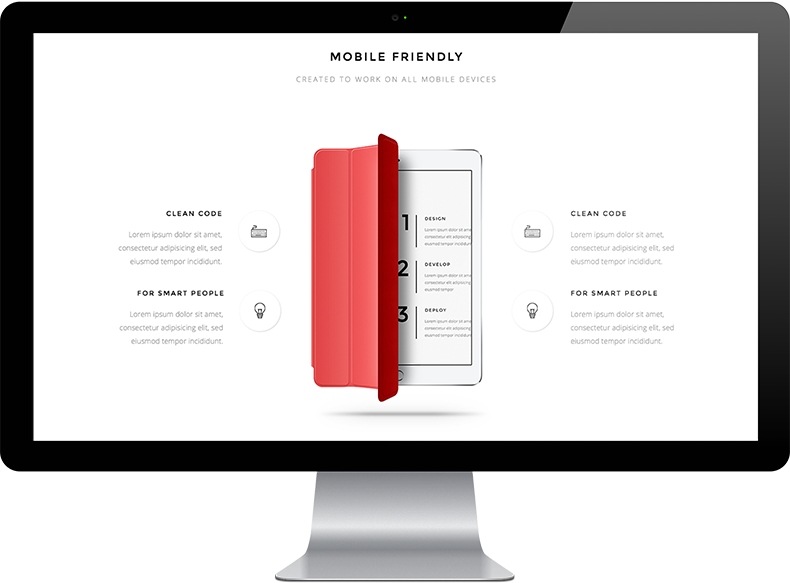 MOBILE FRIENDLY
CREATED TO WORK ON ALL MOBILE DEVICES
CLEAN CODE
Lorem ipsum dolor sit amet,
consectetur adipisicing elit, sed
eiusmod tempor incididunt.
FOR SMART PEOPLE
Lorem ipsum dolor sit amet,
consectetur adipisicing elit, sed
eiusmod tempor incididunt.
1
DESIGN
Lorem ipsum dolor sit amet
consectetur adipisicing
eiusmod tempor incididunt
2
DEVELOP
Lorem ipsum dolor sit amet
consectetur adipisicing
eiusmod tempor
3
DEPLOY
Lorem ipsum dolor sit amet
consectetur adipisicing
eiusmod tempor incididunt
CLEAN CODE
Lorem ipsum dolor sit amet,
consectetur adipisicing elit, sed
eiusmod tempor incididunt.
FOR SMART PEOPLE
Lorem ipsum dolor sit amet,
consectetur adipisicing elit, sed
eiusmod tempor incididunt.